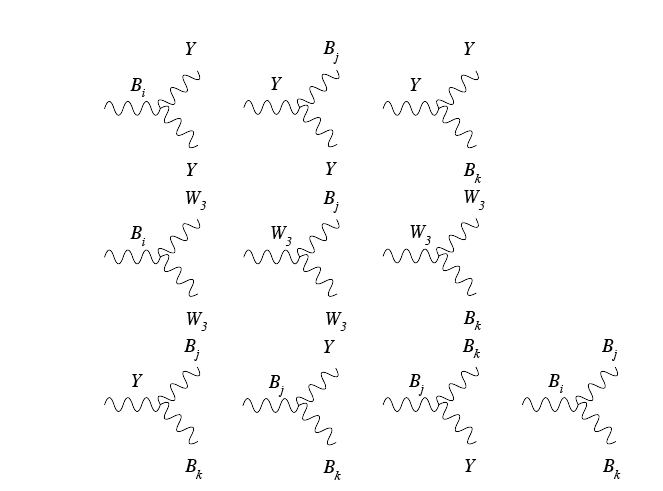 Y B_j Y
B_i Y Y
Y Y B_k
W_3 B_j W_3
B_i W_3 W_3
W_3 W_3 B_k
B_j Y B_k B_j
Y B_j B_j B_i
B_k B_k Y B_k